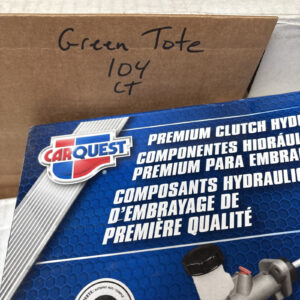 Green Tote
104
CT
CARQUEST
PREMIUM CLUTCH HYD
COMPONENTES HIDRÁU
PREMIUM PARA EMBRA
COMPOSANTS HYDRAULI
D'EMBRAYAGE DE
PREMIÈRE QUALITÉ